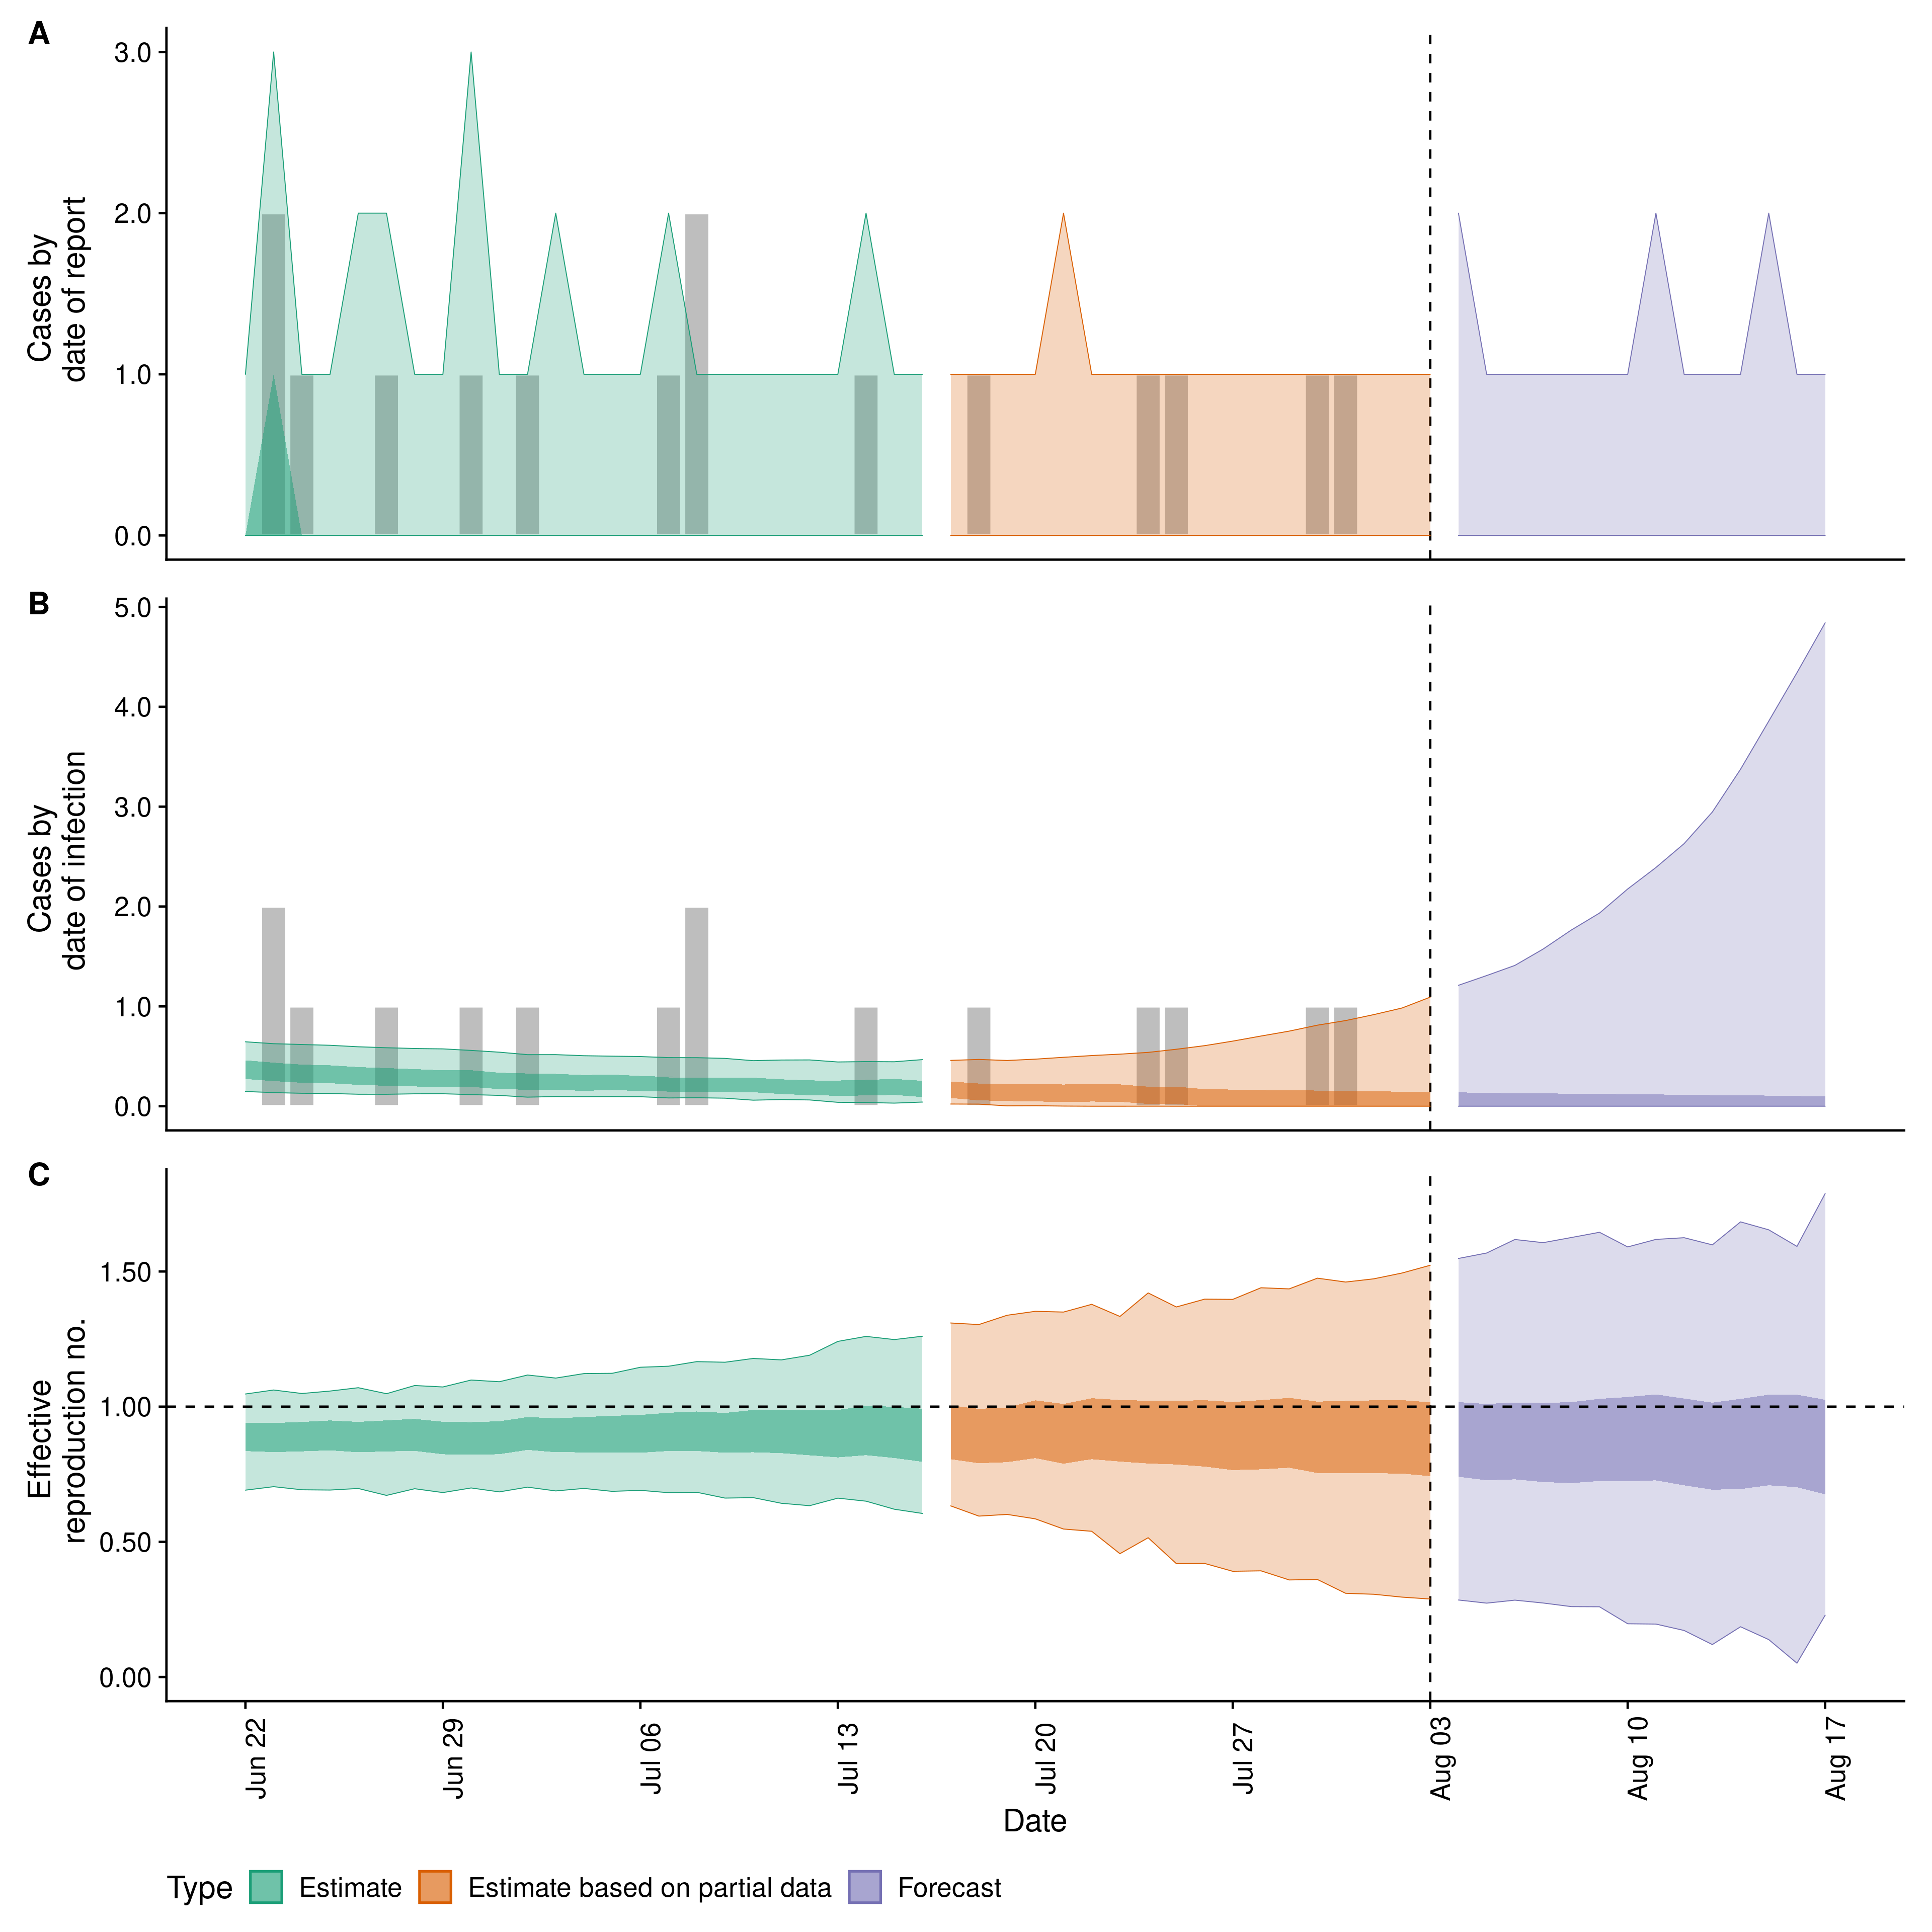 A
3.0
2.0
1.0
0.0
Cases by
date of report
B
5.0
4.0
3.0
2.0
1.0
0.0
Cases by
date of infection
C
1.50
1.00
0.50
0.00
Effective
reproduction no.
Jun 22
Jun 29
Jul 06
Jul 13
Jul 20
Jul 27
Aug 03
Aug 10
Aug 17
Date
Type Estimate Estimate based on partial data Forecast